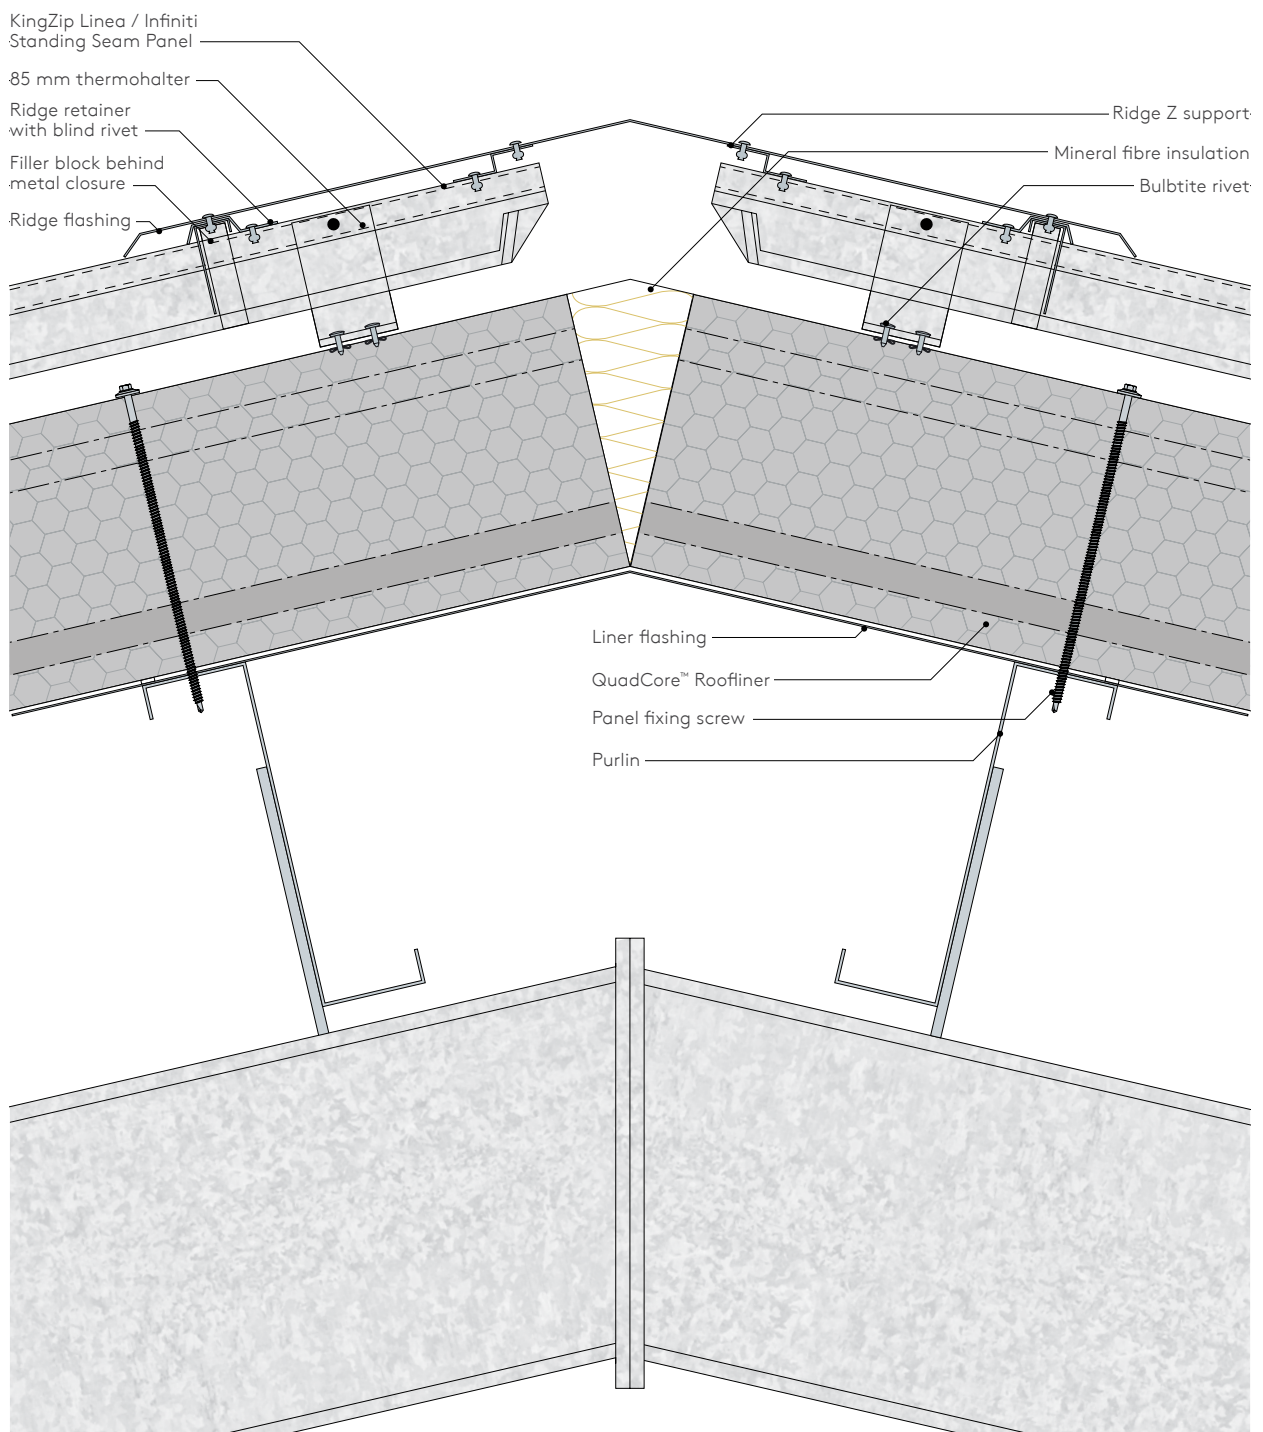 KingZip Linea / Infiniti
Standing Seam Panel
85 mm thermohalter
Ridge retainer
with blind rivet
Filler block behind
metal closure
Ridge flashing
Ridge Z support
Mineral fibre insulation
Bulbtite rivet
Liner flashing
QuadCore™ Roofliner
Panel fixing screw
Purlin